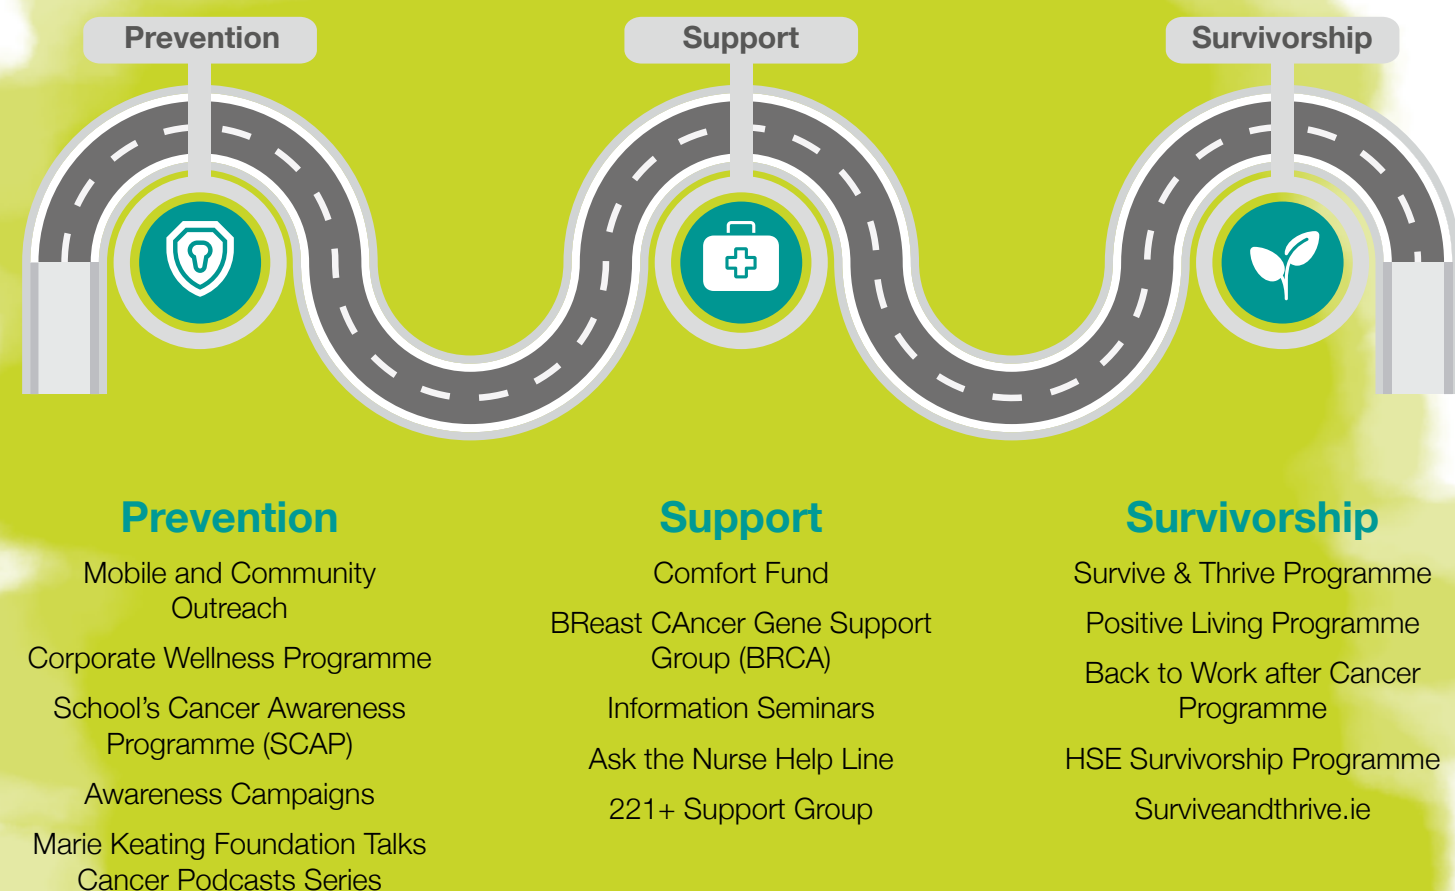 Prevention
Support
Survivorship
Prevention
Mobile and Community
Outreach
Corporate Wellness Programme
School's Cancer Awareness
Programme (SCAP)
Awareness Campaigns
Marie Keating Foundation Talks
Cancer Podcasts Series
Support
Comfort Fund
BReast CAncer Gene Support
Group (BRCA)
Information Seminars
Ask the Nurse Help Line
221+ Support Group
Survivorship
Survive & Thrive Programme
Positive Living Programme
Back to Work after Cancer
Programme
HSE Survivorship Programme
Surviveandthrive.ie